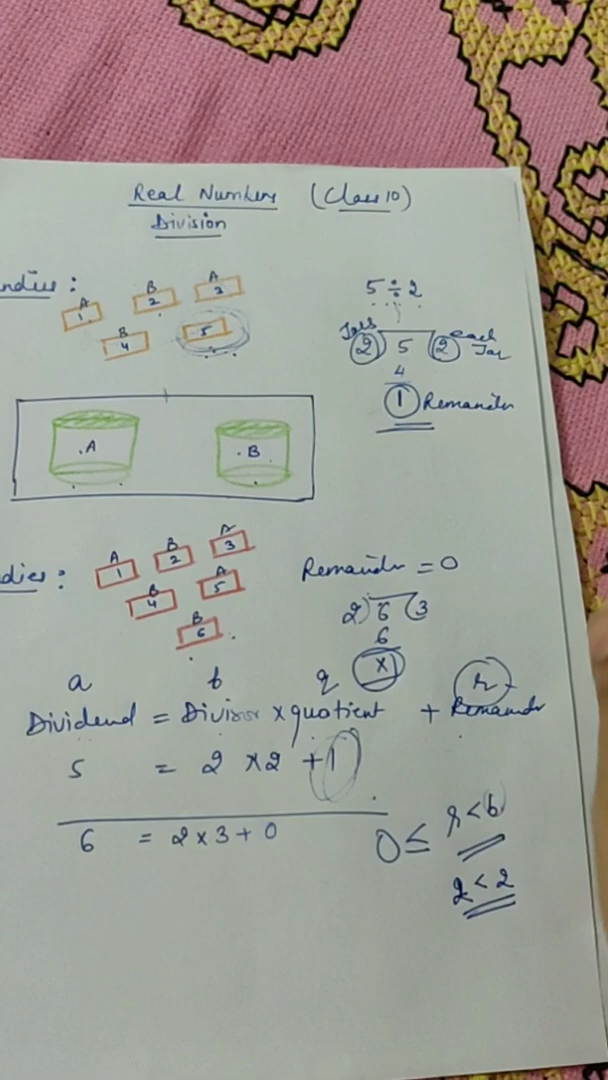 Real Numbers (Class 10)
Division
ndies :
A 1
B 2
A 3
B 4
5
5 ÷ 2
Jars each Jar
2) 5 (2
4
1 Remainder
.A
.B
dies :
A 1
B 2
A 3
B 4
A 5
B 6
Remainder = 0
2) 6 (3
6
x
a b q r
Dividend = Divisor x quotient + Remainder
5 = 2 x 2 + 1
6 = 2 x 3 + 0
0 ≤ r < b
2 < 2